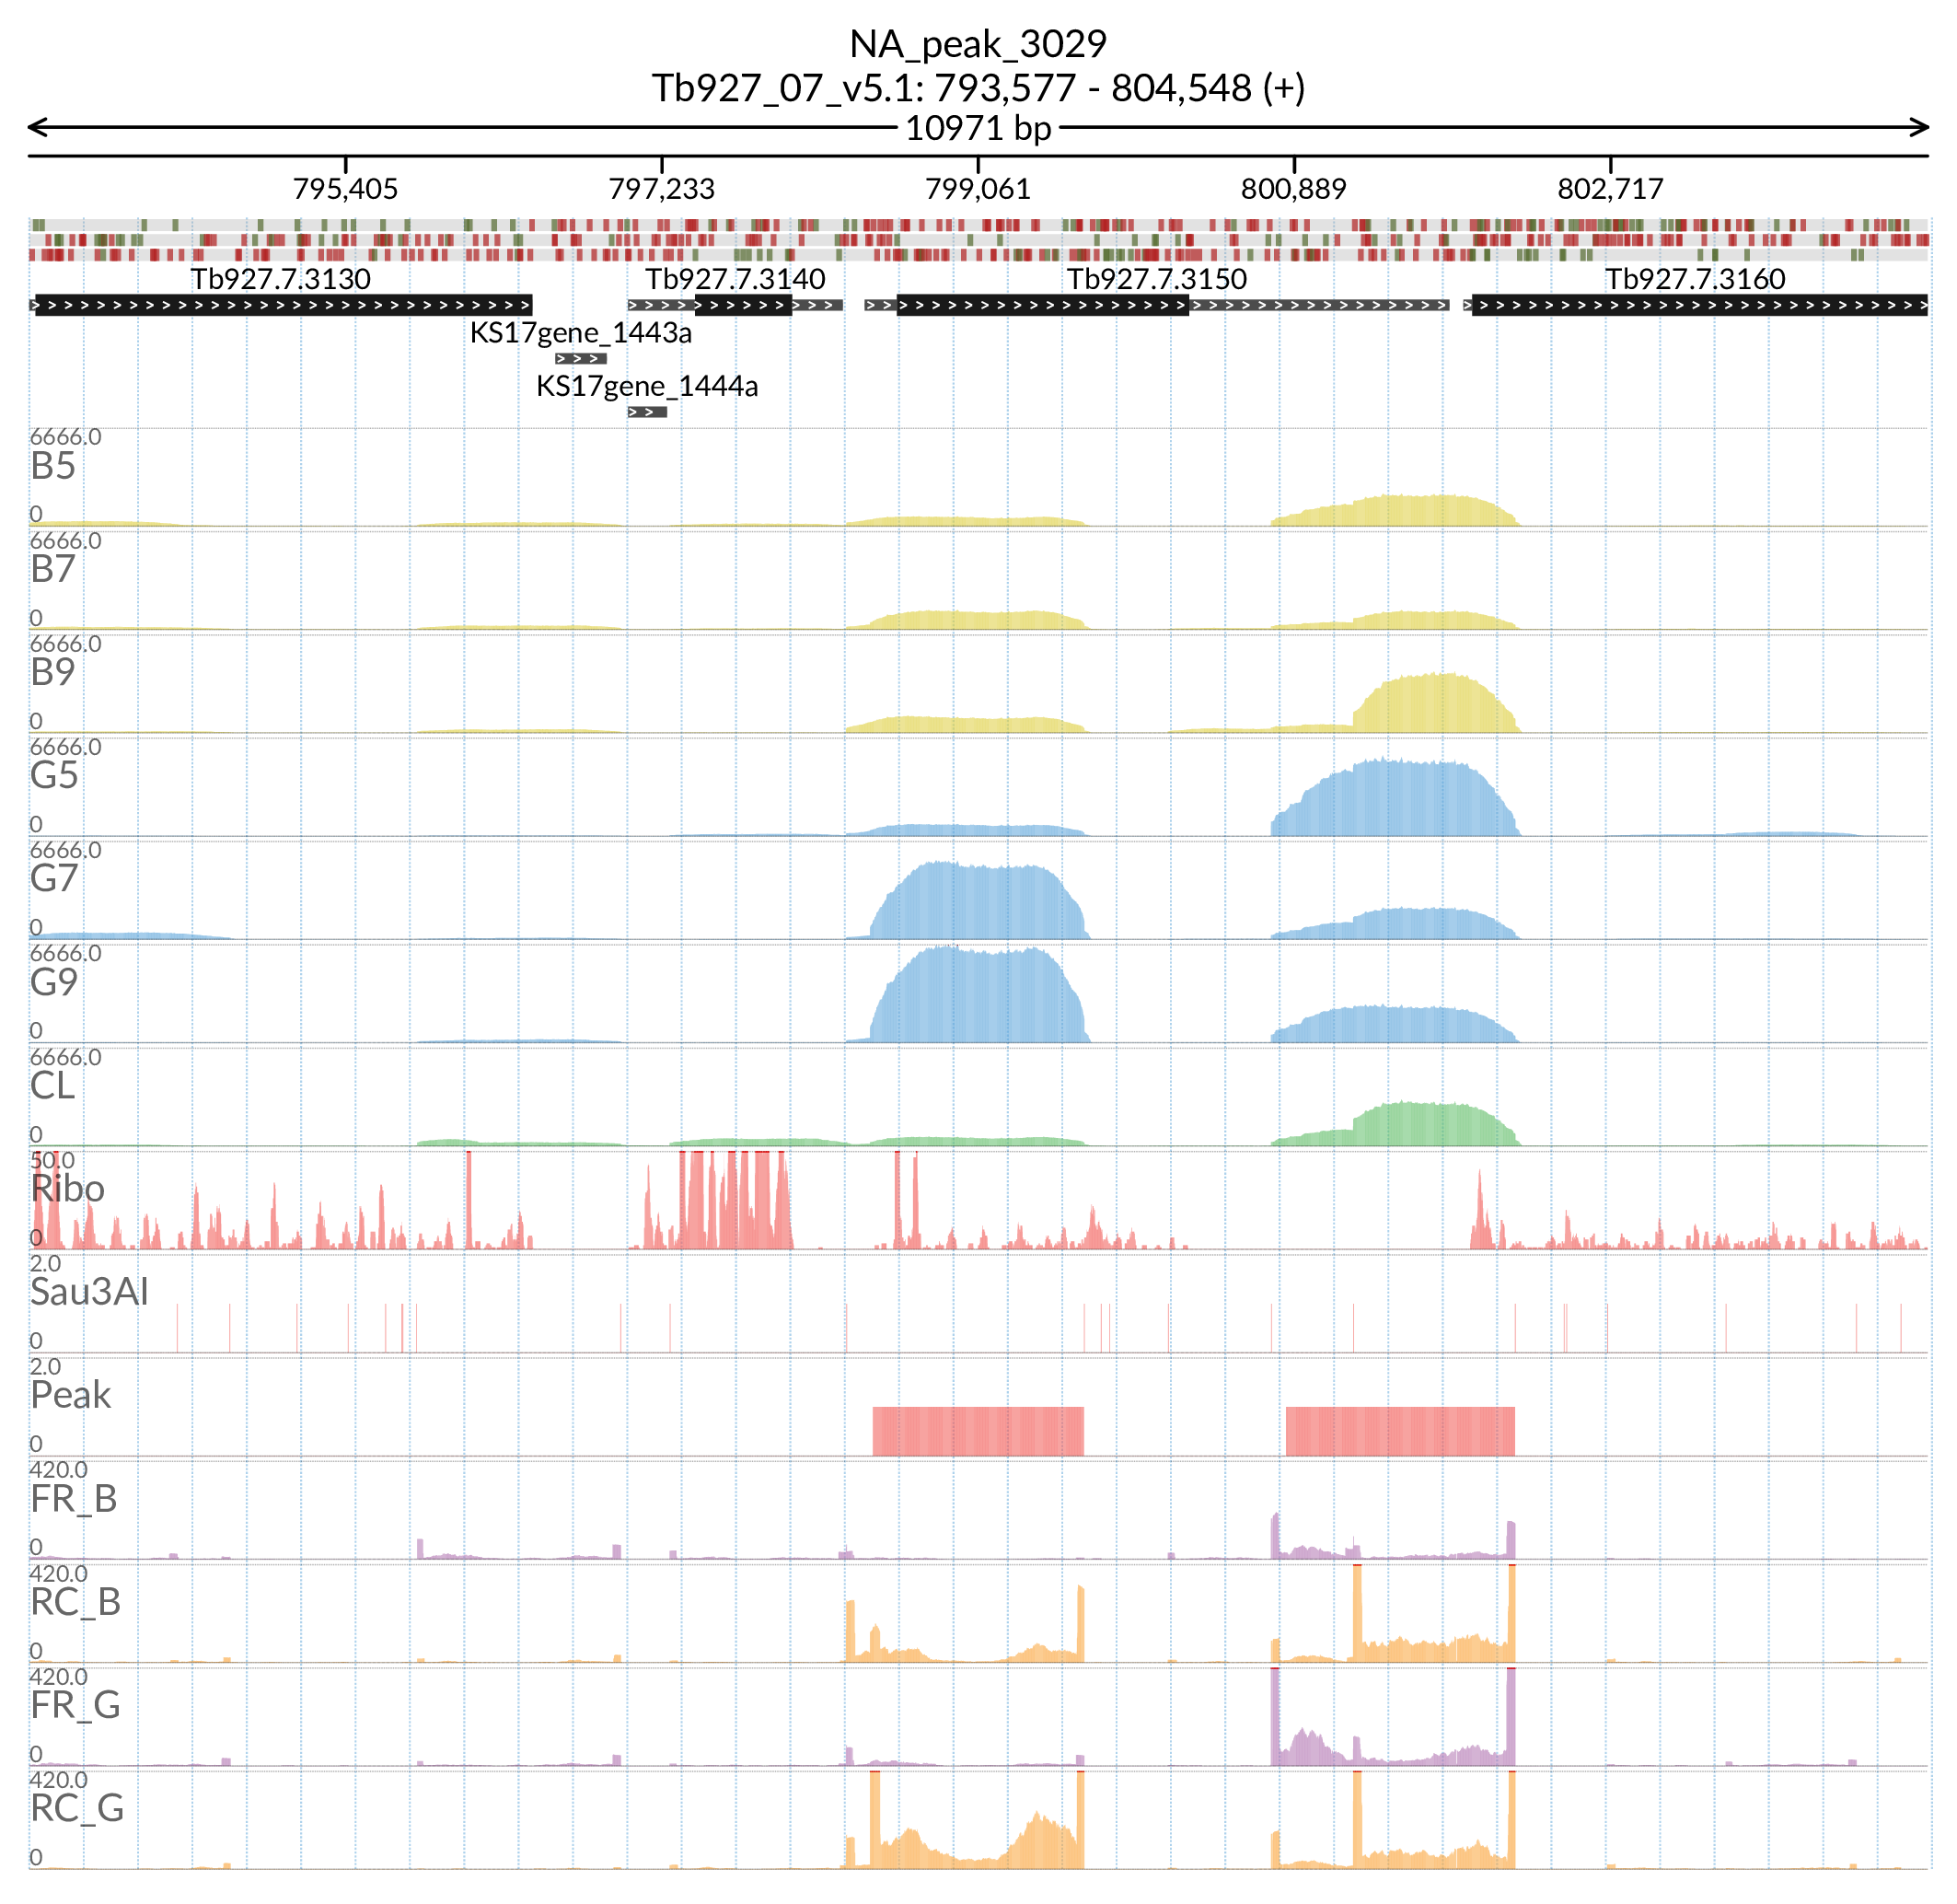 NA_peak_3029
Tb927_07_v5.1: 793,577 - 804,548 (+)
10971 bp
795,405 797,233 799,061 800,889 802,717
Tb927.7.3130 Tb927.7.3140 Tb927.7.3150 Tb927.7.3160
KS17gene_1443a
KS17gene_1444a
6666.0
B5
0
6666.0
B7
0
6666.0
B9
0
6666.0
G5
0
6666.0
G7
0
6666.0
G9
0
6666.0
CL
0
50.0
Ribo
0
2.0
Sau3AI
0
2.0
Peak
0
420.0
FR_B
0
420.0
RC_B
0
420.0
FR_G
0
420.0
RC_G
0